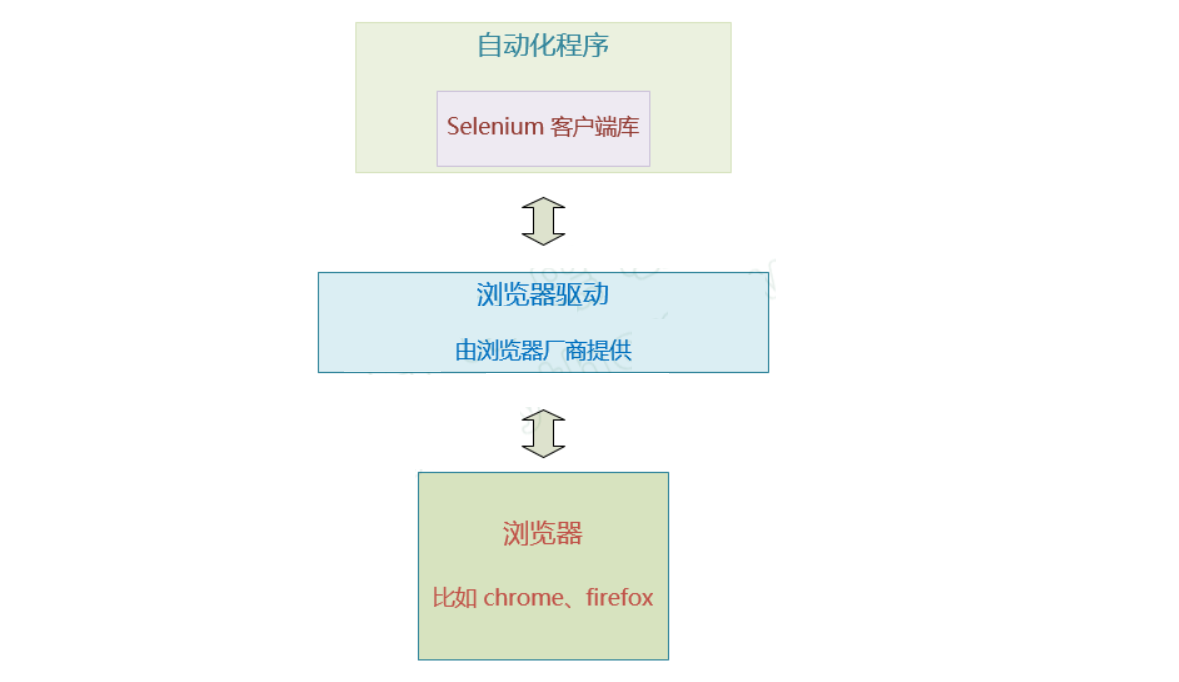 自动化程序
Selenium 客户端库
浏览器驱动
由浏览器厂商提供
浏览器
比如 chrome、firefox